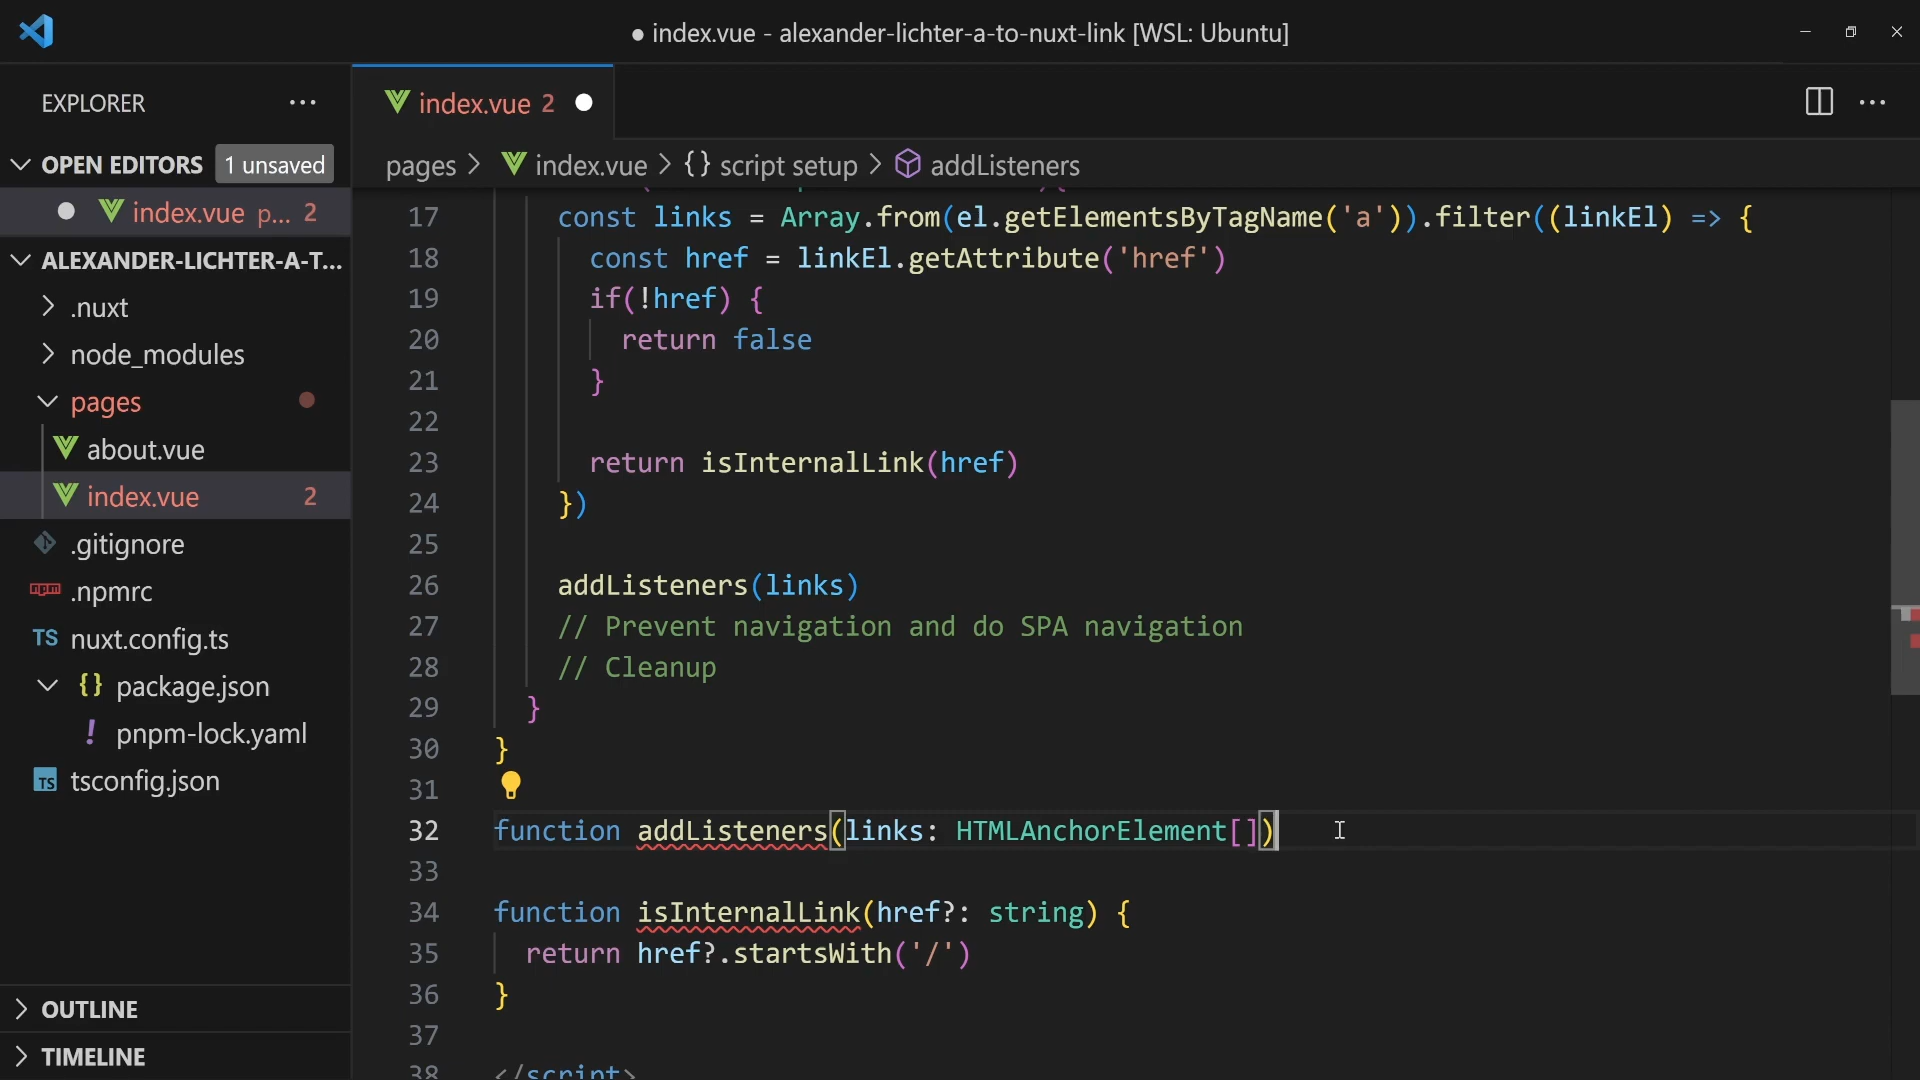 ● index.vue - alexander-lichter-a-to-nuxt-link [WSL: Ubuntu]
EXPLORER
OPEN EDITORS 1 unsaved
index.vue p... 2
ALEXANDER-LICHTER-A-T...
.nuxt
node_modules
pages
about.vue
index.vue 2
.gitignore
npm .npmrc
TS nuxt.config.ts
{} package.json
! pnpm-lock.yaml
TS tsconfig.json
OUTLINE
TIMELINE
index.vue 2
pages > index.vue > {} script setup > addListeners
17 const links = Array.from(el.getElementsByTagName('a')).filter((linkEl) => {
18 const href = linkEl.getAttribute('href')
19 if(!href) {
20 return false
21 }
22
23 return isInternalLink(href)
24 })
25
26 addListeners(links)
27 // Prevent navigation and do SPA navigation
28 // Cleanup
29 }
30 }
31
32 function addListeners(links: HTMLAnchorElement[])
33
34 function isInternalLink(href?: string) {
35 return href?.startsWith('/')
36 }
37
38 </script>